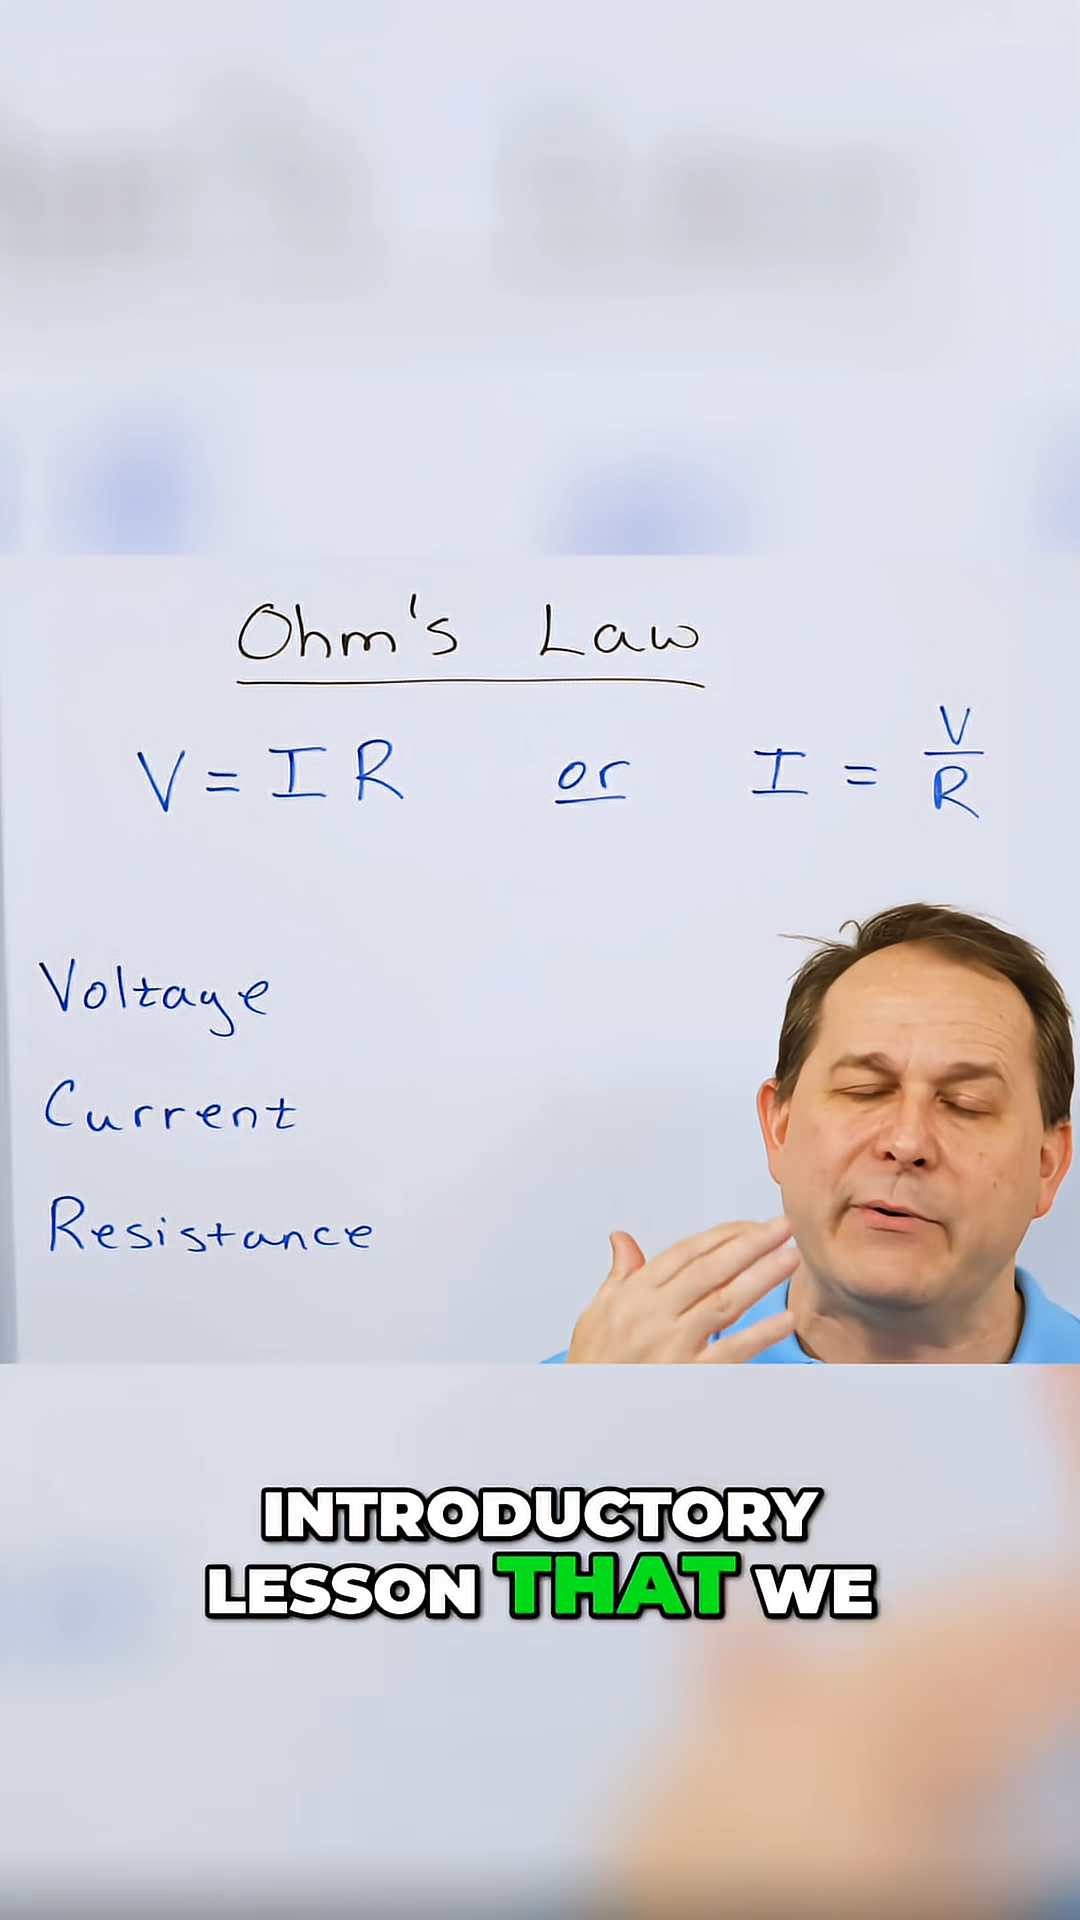 Ohm's Law
V = I R or I = V/R
Voltage
Current
Resistance
INTRODUCTORY
LESSON THAT WE